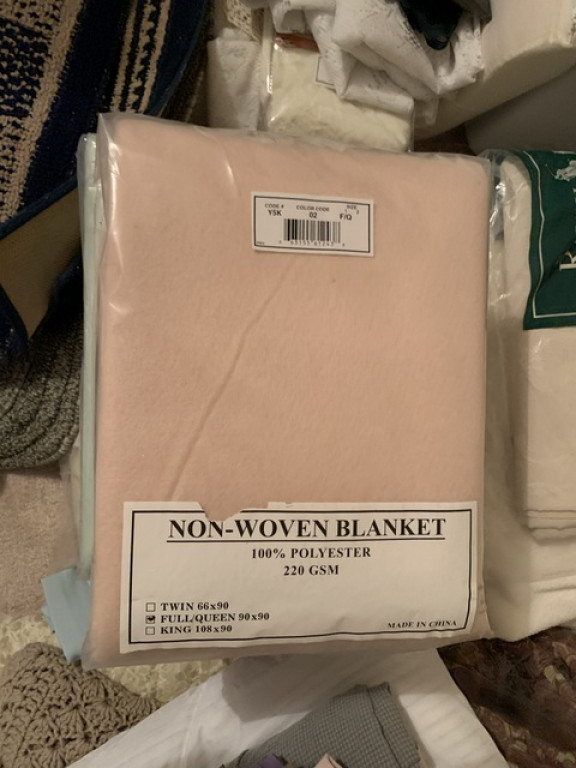 CODE # COLOR CODE SIZE
YSK 02 F/Q
NON-WOVEN BLANKET
100% POLYESTER
220 GSM
TWIN 66x90
FULL/QUEEN 90x90
KING 108x90
MADE IN CHINA